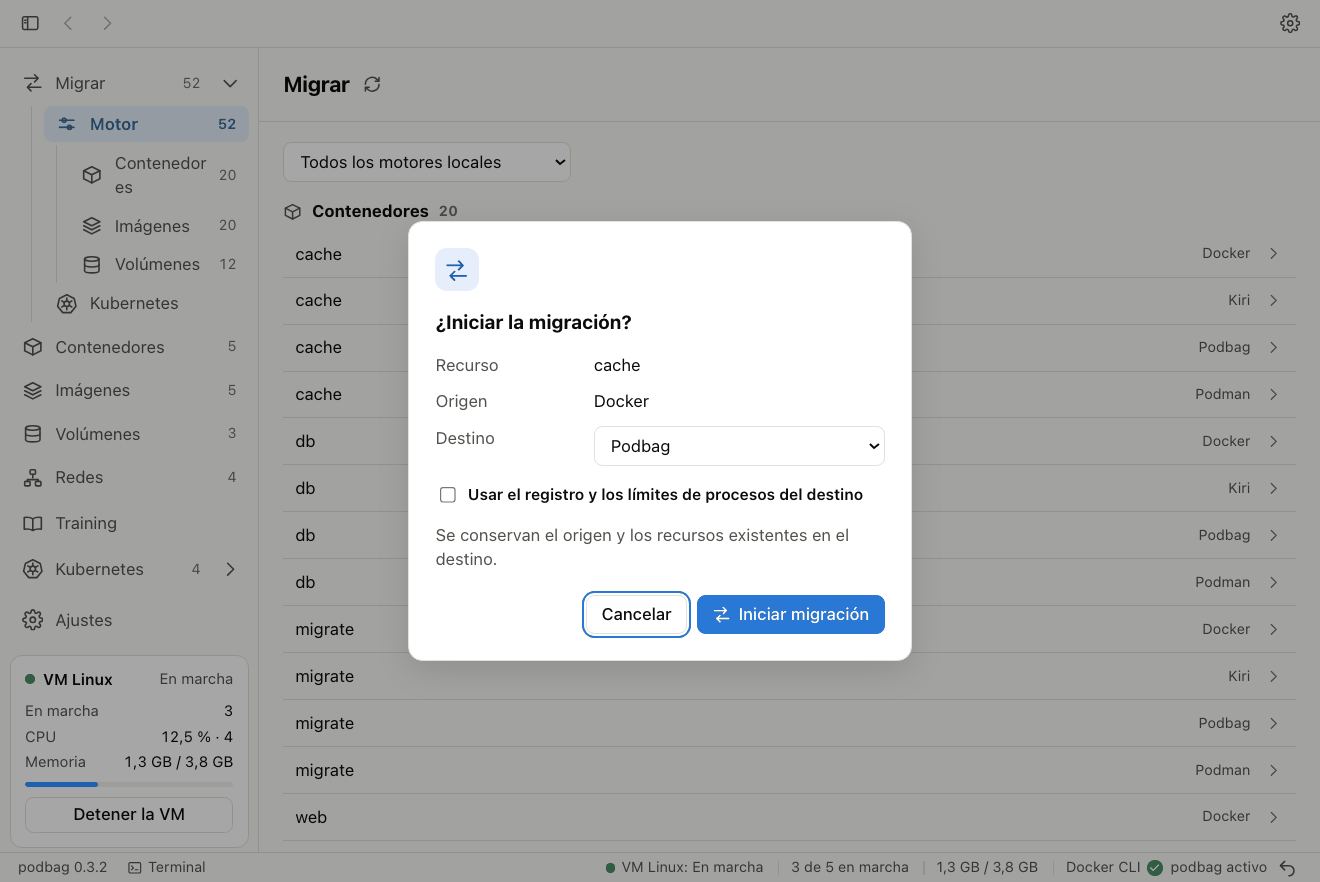 Migrar 52
Motor 52
Contenedor
es 20
Imágenes 20
Volúmenes 12
Kubernetes
Contenedores 5
Imágenes 5
Volúmenes 3
Redes 4
Training
Kubernetes 4
Ajustes
VM Linux En marcha
En marcha 3
CPU 12,5 % · 4
Memoria 1,3 GB / 3,8 GB
Detener la VM
Migrar
Todos los motores locales
Contenedores 20
cache Docker
cache Kiri
cache Podbag
cache Podman
db Docker
db Kiri
db Podbag
db Podman
migrate Docker
migrate Kiri
migrate Podbag
migrate Podman
web Docker
¿Iniciar la migración?
Recurso cache
Origen Docker
Destino Podbag
Usar el registro y los límites de procesos del destino
Se conservan el origen y los recursos existentes en el
destino.
Cancelar Iniciar migración
podbag 0.3.2 Terminal VM Linux: En marcha 3 de 5 en marcha 1,3 GB / 3,8 GB Docker CLI podbag activo